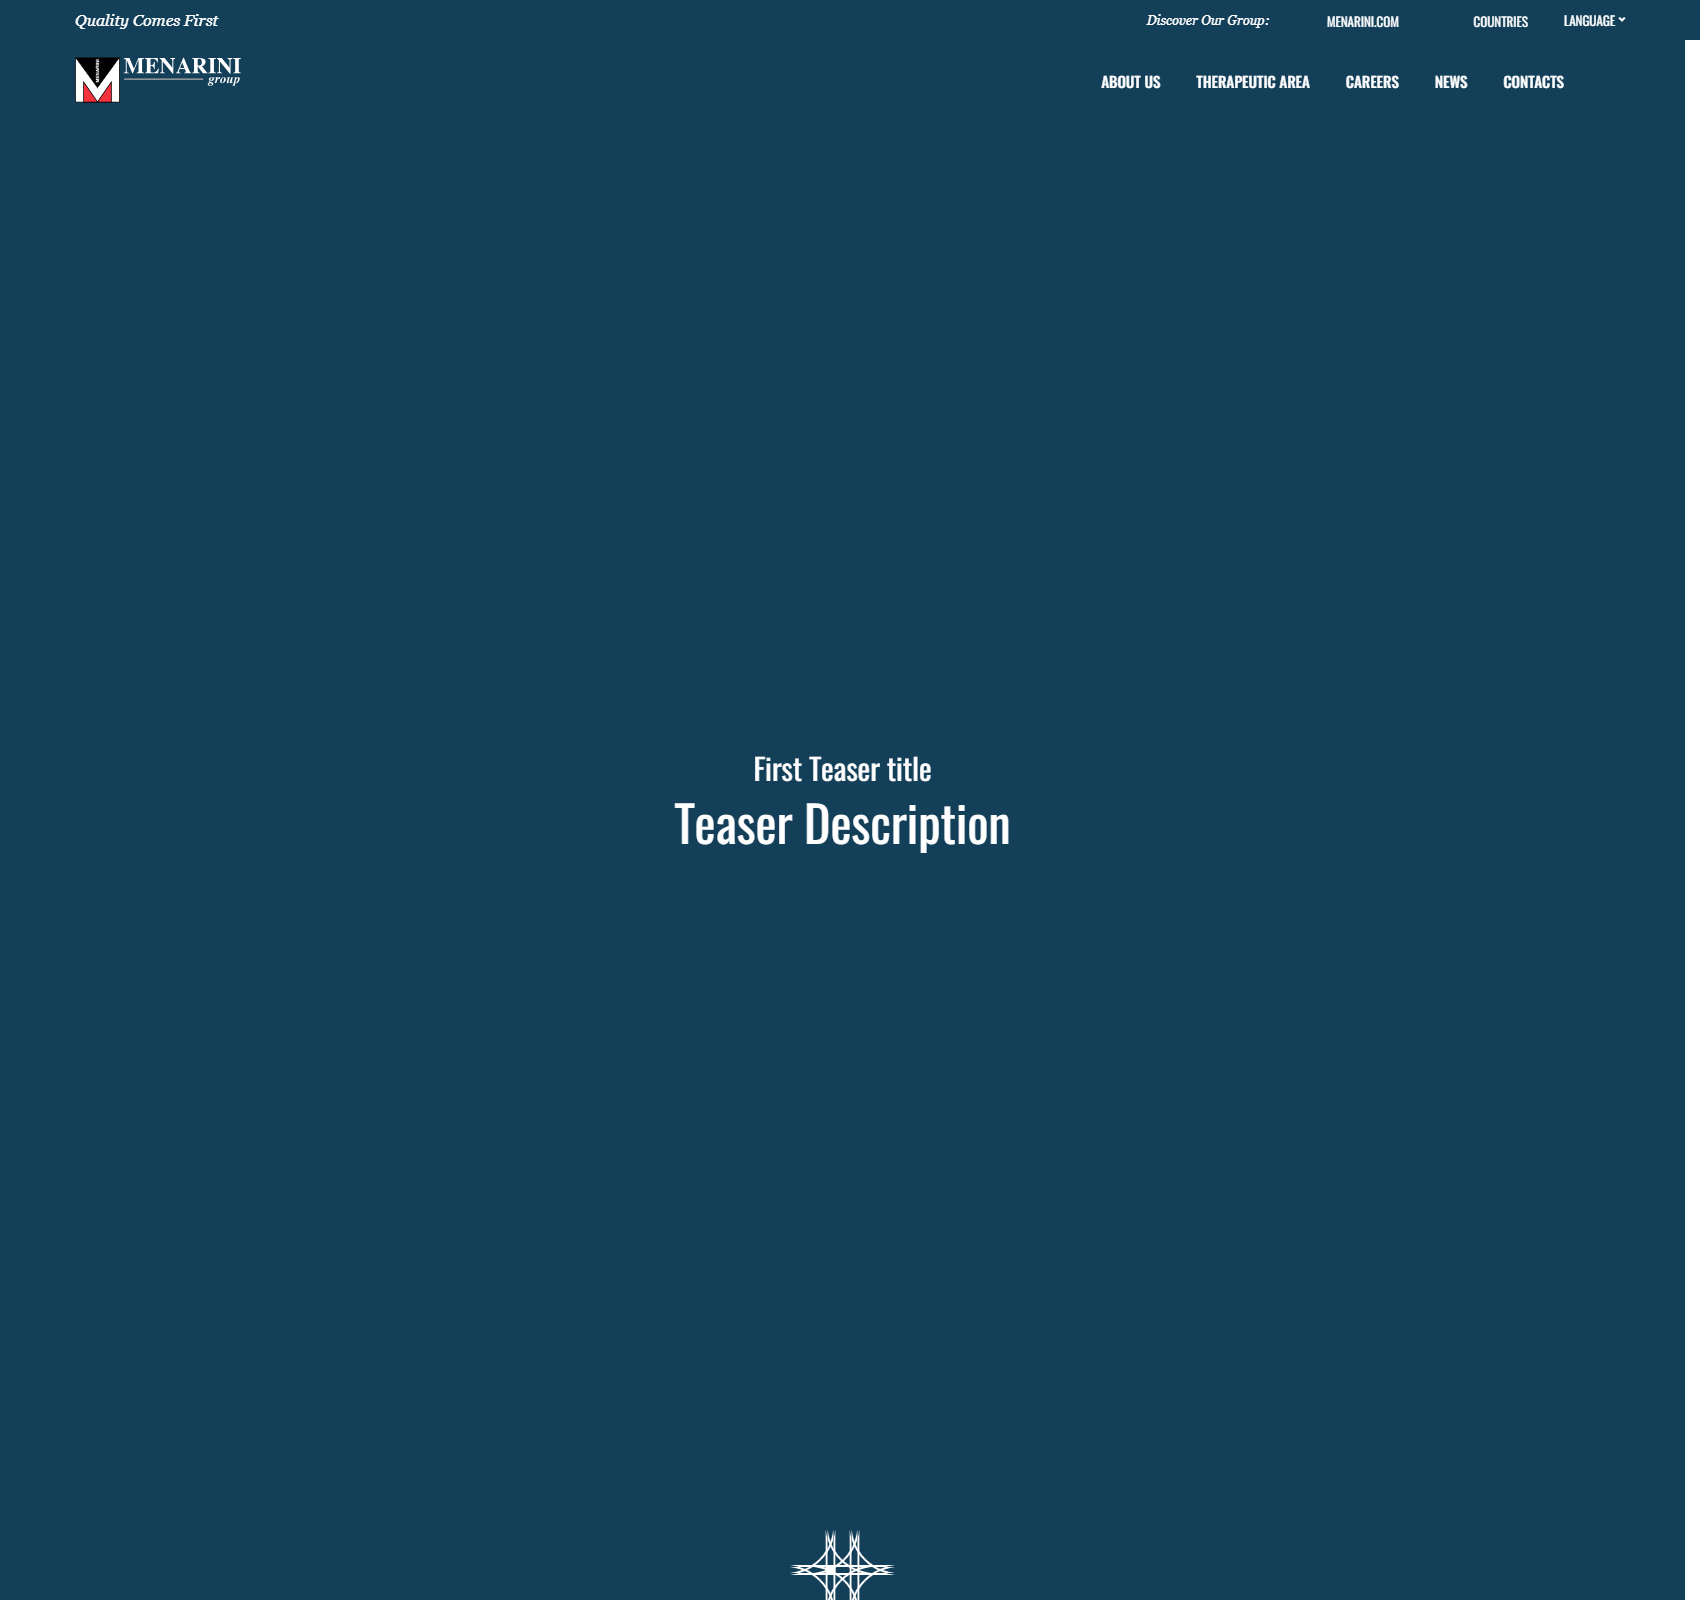 Quality Comes First
Discover Our Group:
MENARINI.COM
COUNTRIES
LANGUAGE
MENARINI
MENARINI
group
ABOUT US
THERAPEUTIC AREA
CAREERS
NEWS
CONTACTS
First Teaser title
Teaser Description